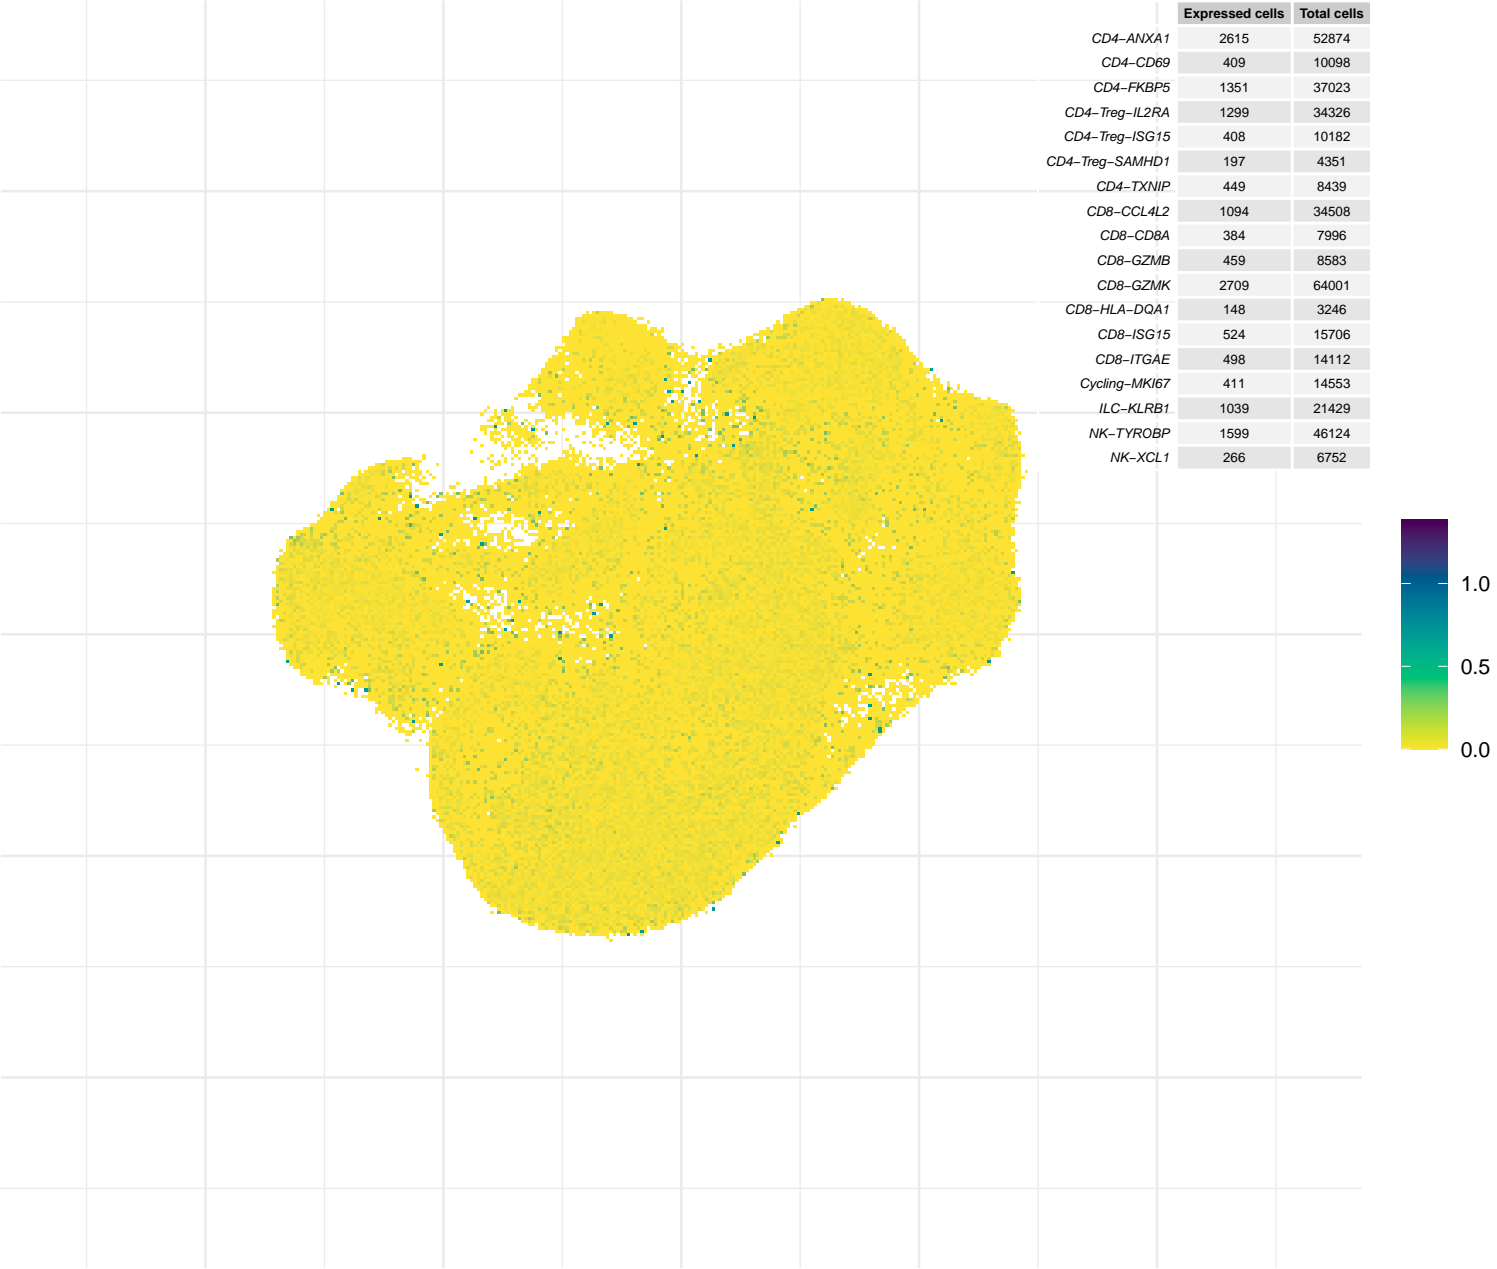 Expressed cells Total cells
CD4−ANXA1 2615 52874
CD4−CD69 409 10098
CD4−FKBP5 1351 37023
CD4−Treg−IL2RA 1299 34326
CD4−Treg−ISG15 408 10182
CD4−Treg−SAMHD1 197 4351
CD4−TXNIP 449 8439
CD8−CCL4L2 1094 34508
CD8−CD8A 384 7996
CD8−GZMB 459 8583
CD8−GZMK 2709 64001
CD8−HLA−DQA1 148 3246
CD8−ISG15 524 15706
CD8−ITGAE 498 14112
Cycling−MKI67 411 14553
ILC−KLRB1 1039 21429
NK−TYROBP 1599 46124
NK−XCL1 266 6752
1.0
0.5
0.0